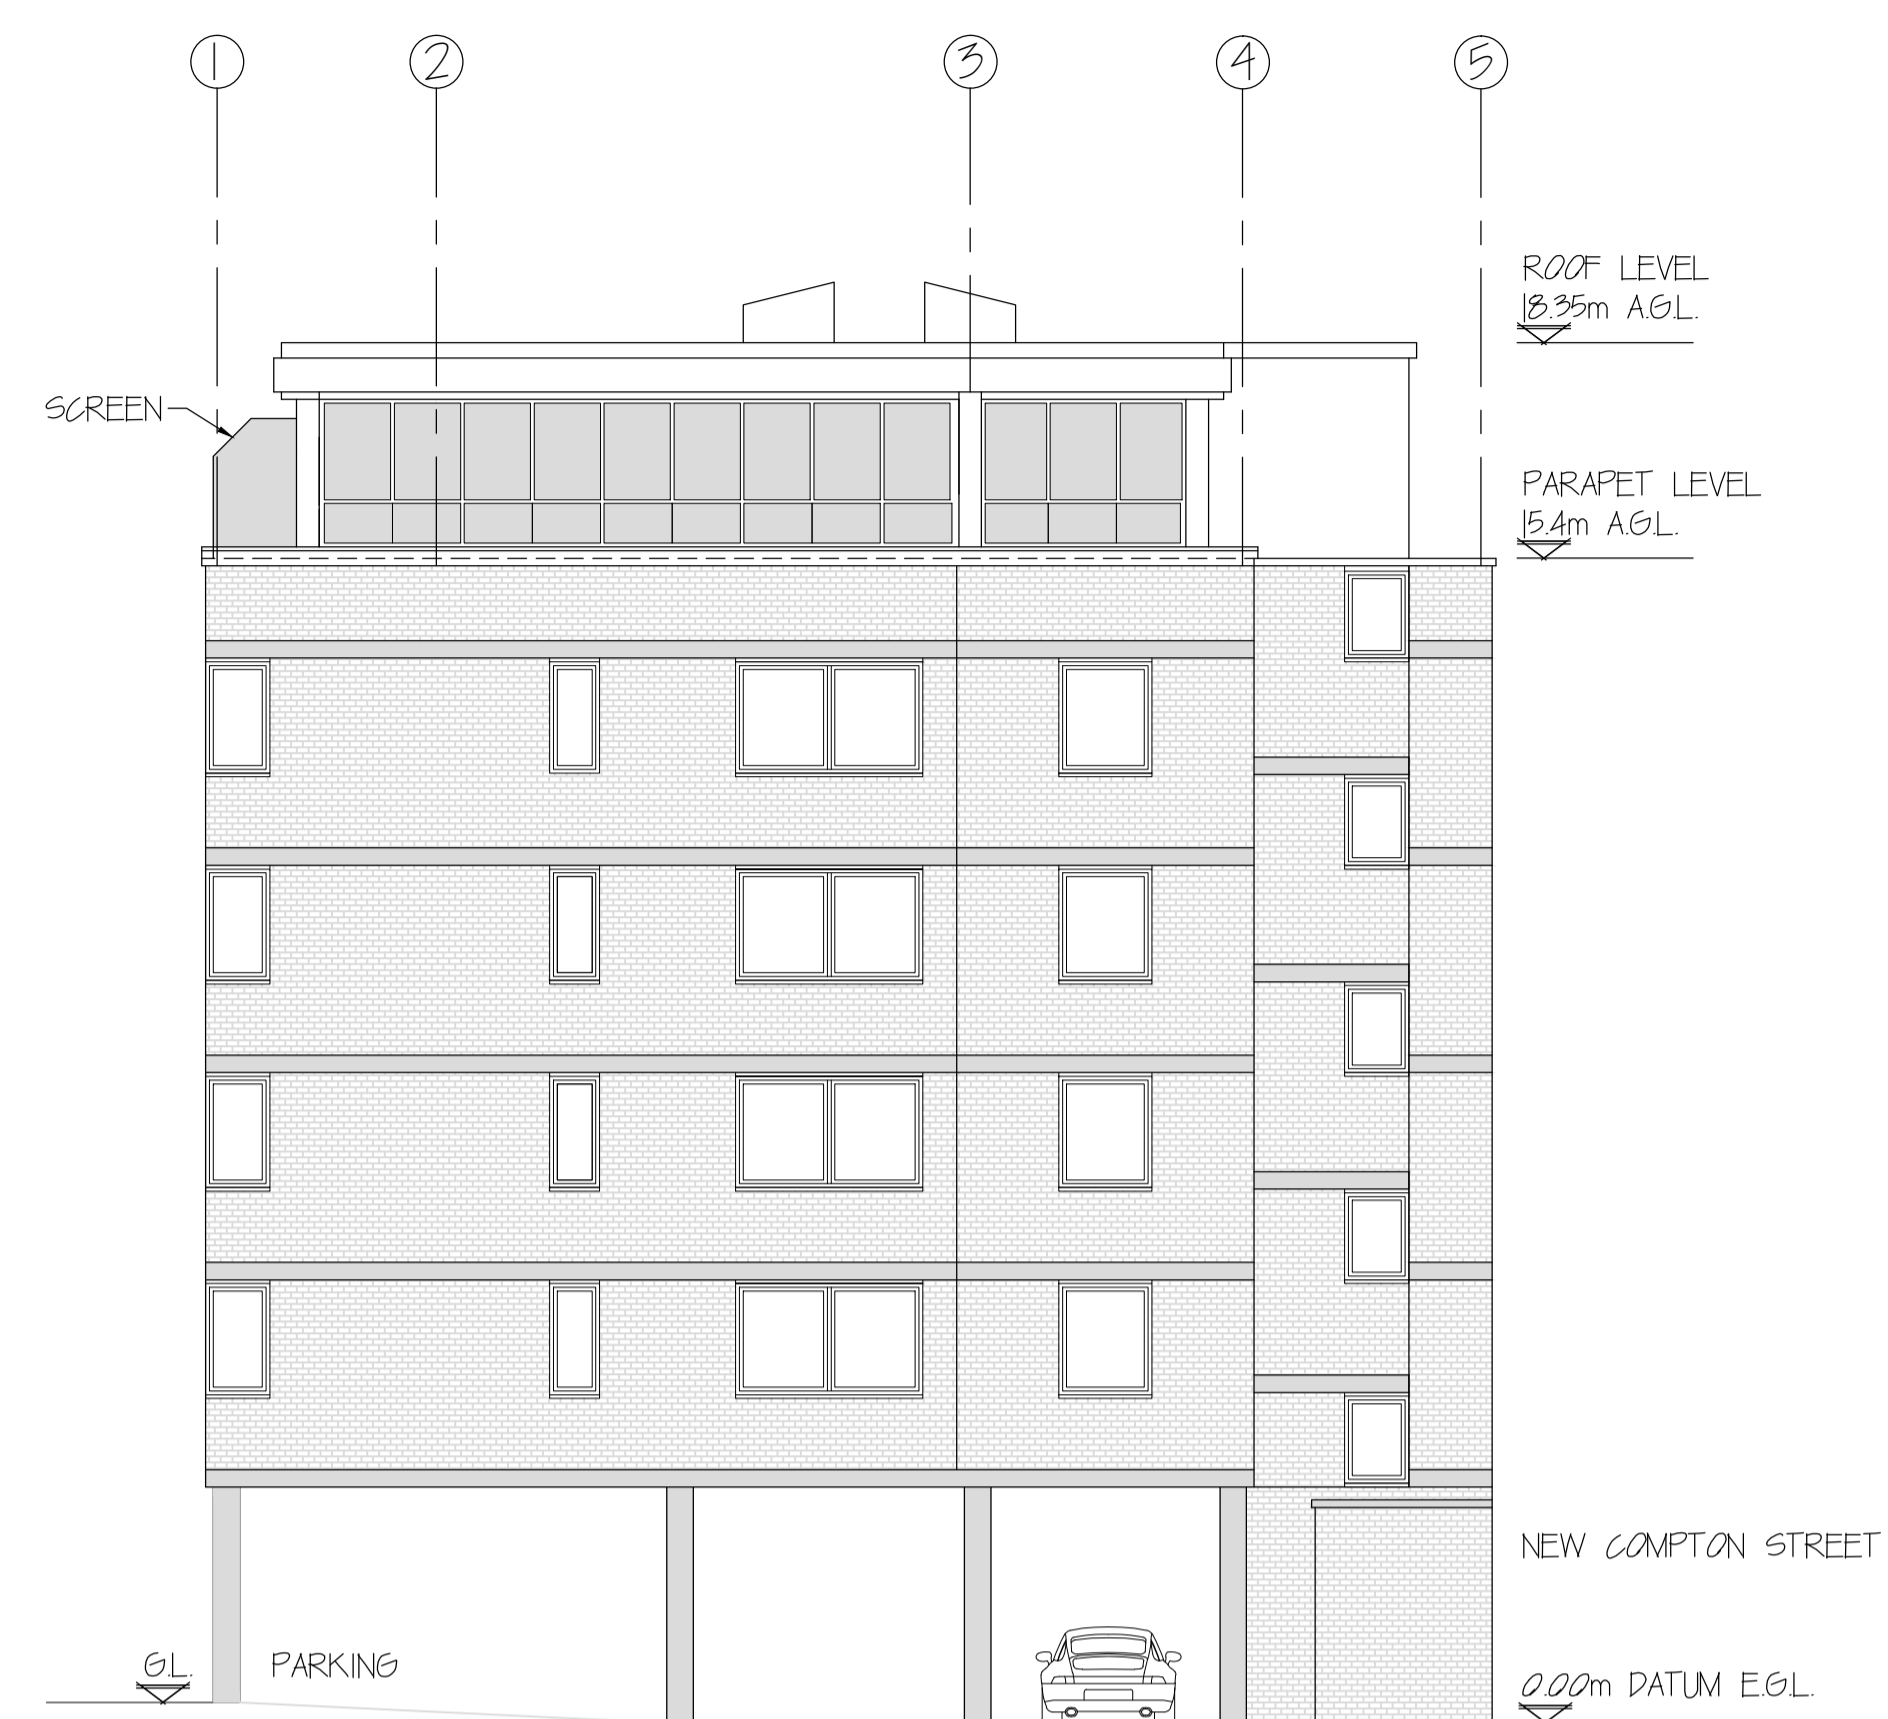 1 2 3 4 5
ROOF LEVEL
18.35m A.G.L.
SCREEN
PARAPET LEVEL
15.4m A.G.L.
NEW COMPTON STREET
G.L.
PARKING
0.00m DATUM E.G.L.